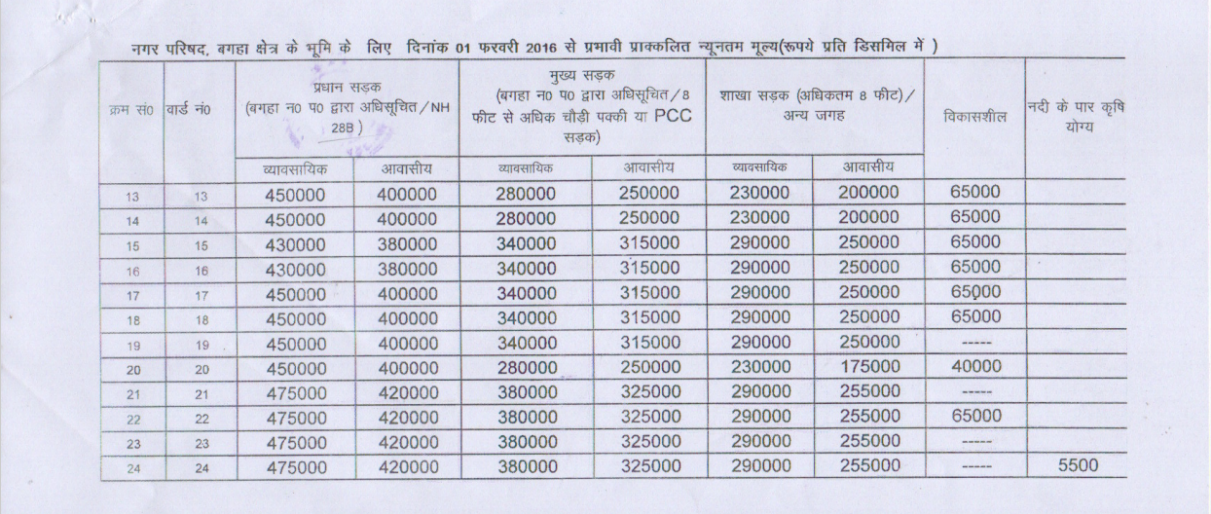 नगर परिषद, बगहा क्षेत्र के भूमि के लिए दिनांक 01 फरवरी 2016 से प्रभावी प्राक्कलित न्यूनतम मूल्य(रूपये प्रति डिसमिल में )
क्रम सं0 वार्ड नं0 प्रधान सड़क (बगहा न0 प0 द्वारा अधिसूचित/NH 28B ) मुख्य सड़क (बगहा न0 प0 द्वारा अधिसूचित/8 फीट से अधिक चौड़ी पक्की या PCC सड़क) शाखा सड़क (अधिकतम 8 फीट)/ अन्य जगह विकासशील नदी के पार कृषि योग्य
व्यावसायिक आवासीय व्यावसायिक आवासीय व्यावसायिक आवासीय
13 13 450000 400000 280000 250000 230000 200000 65000
14 14 450000 400000 280000 250000 230000 200000 65000
15 15 430000 380000 340000 315000 290000 250000 65000
16 16 430000 380000 340000 315000 290000 250000 65000
17 17 450000 400000 340000 315000 290000 250000 65000
18 18 450000 400000 340000 315000 290000 250000 65000
19 19 450000 400000 340000 315000 290000 250000 -----
20 20 450000 400000 280000 250000 230000 175000 40000
21 21 475000 420000 380000 325000 290000 255000 -----
22 22 475000 420000 380000 325000 290000 255000 65000
23 23 475000 420000 380000 325000 290000 255000 -----
24 24 475000 420000 380000 325000 290000 255000 ----- 5500